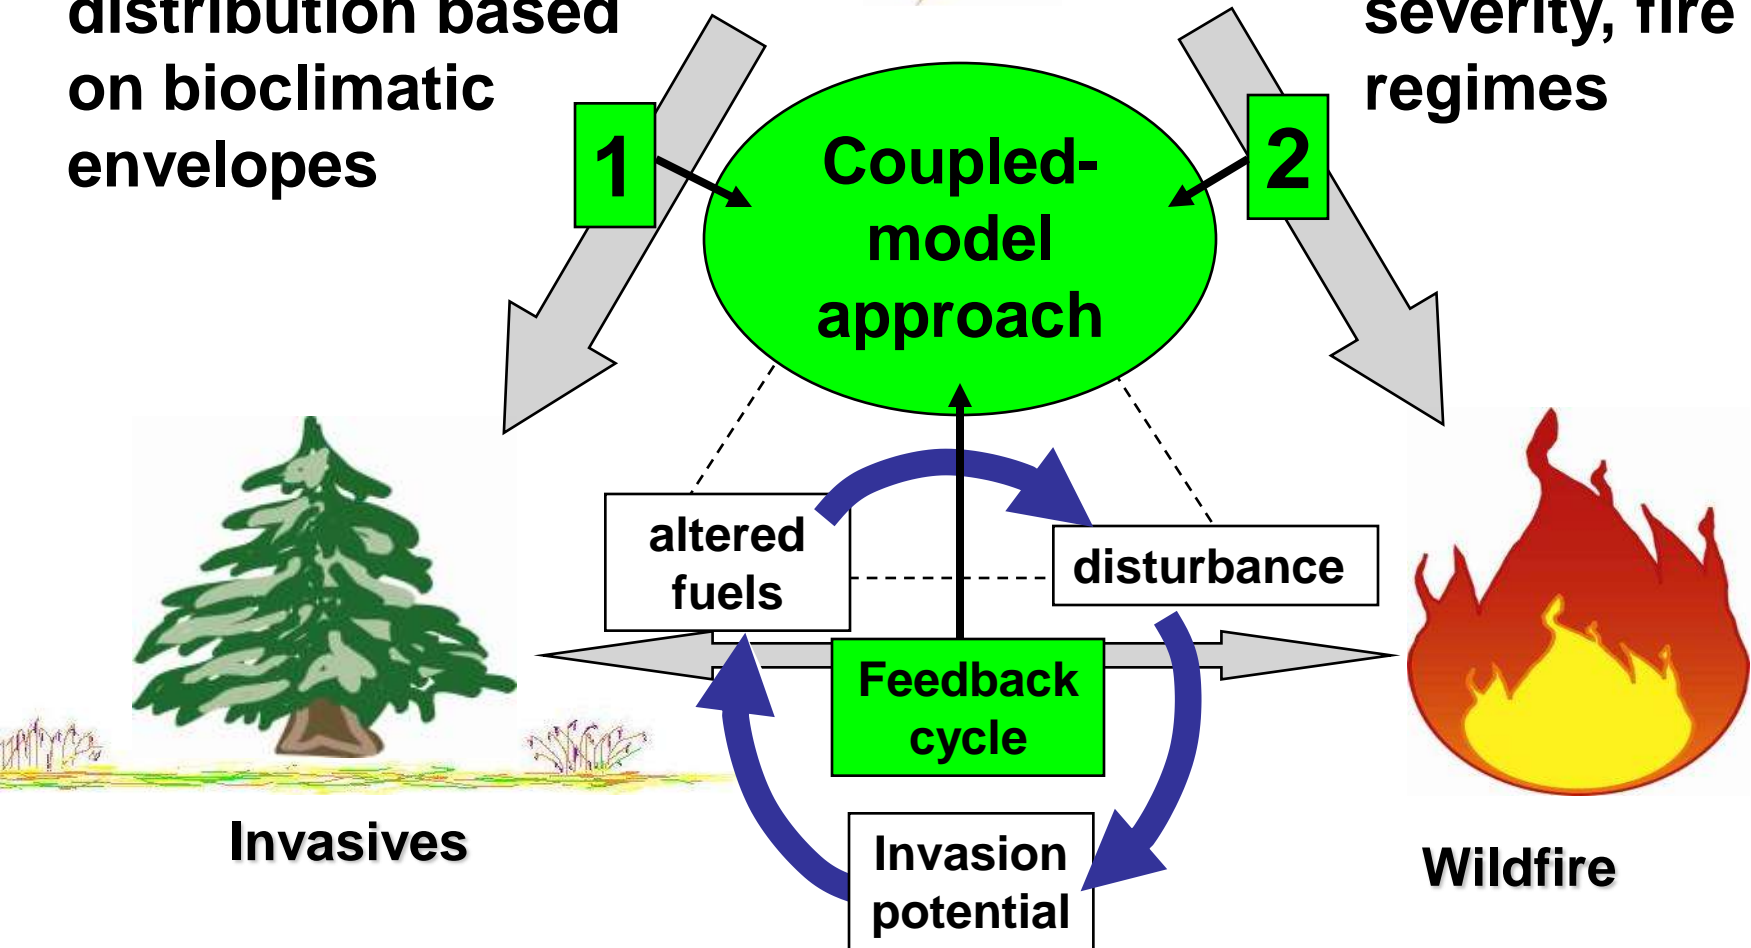 distribution based
on bioclimatic
envelopes
severity, fire
regimes
1
2
Coupled-
model
approach
altered
fuels
disturbance
Feedback
cycle
Invasion
potential
Invasives
Wildfire